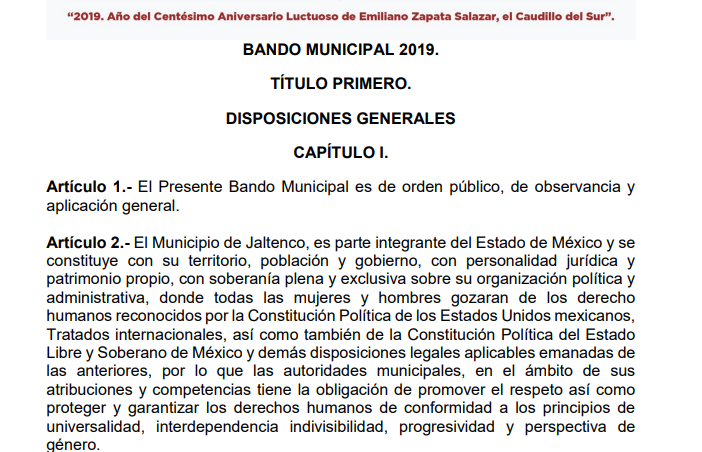 “2019. Año del Centésimo Aniversario Luctuoso de Emiliano Zapata Salazar, el Caudillo del Sur”.
BANDO MUNICIPAL 2019.
TÍTULO PRIMERO.
DISPOSICIONES GENERALES
CAPÍTULO I.
Artículo 1.- El Presente Bando Municipal es de orden público, de observancia y
aplicación general.
Artículo 2.- El Municipio de Jaltenco, es parte integrante del Estado de México y se
constituye con su territorio, población y gobierno, con personalidad jurídica y
patrimonio propio, con soberanía plena y exclusiva sobre su organización política y
administrativa, donde todas las mujeres y hombres gozaran de los derecho
humanos reconocidos por la Constitución Política de los Estados Unidos mexicanos,
Tratados internacionales, así como también de la Constitución Política del Estado
Libre y Soberano de México y demás disposiciones legales aplicables emanadas de
las anteriores, por lo que las autoridades municipales, en el ámbito de sus
atribuciones y competencias tiene la obligación de promover el respeto así como
proteger y garantizar los derechos humanos de conformidad a los principios de
universalidad, interdependencia indivisibilidad, progresividad y perspectiva de
género.